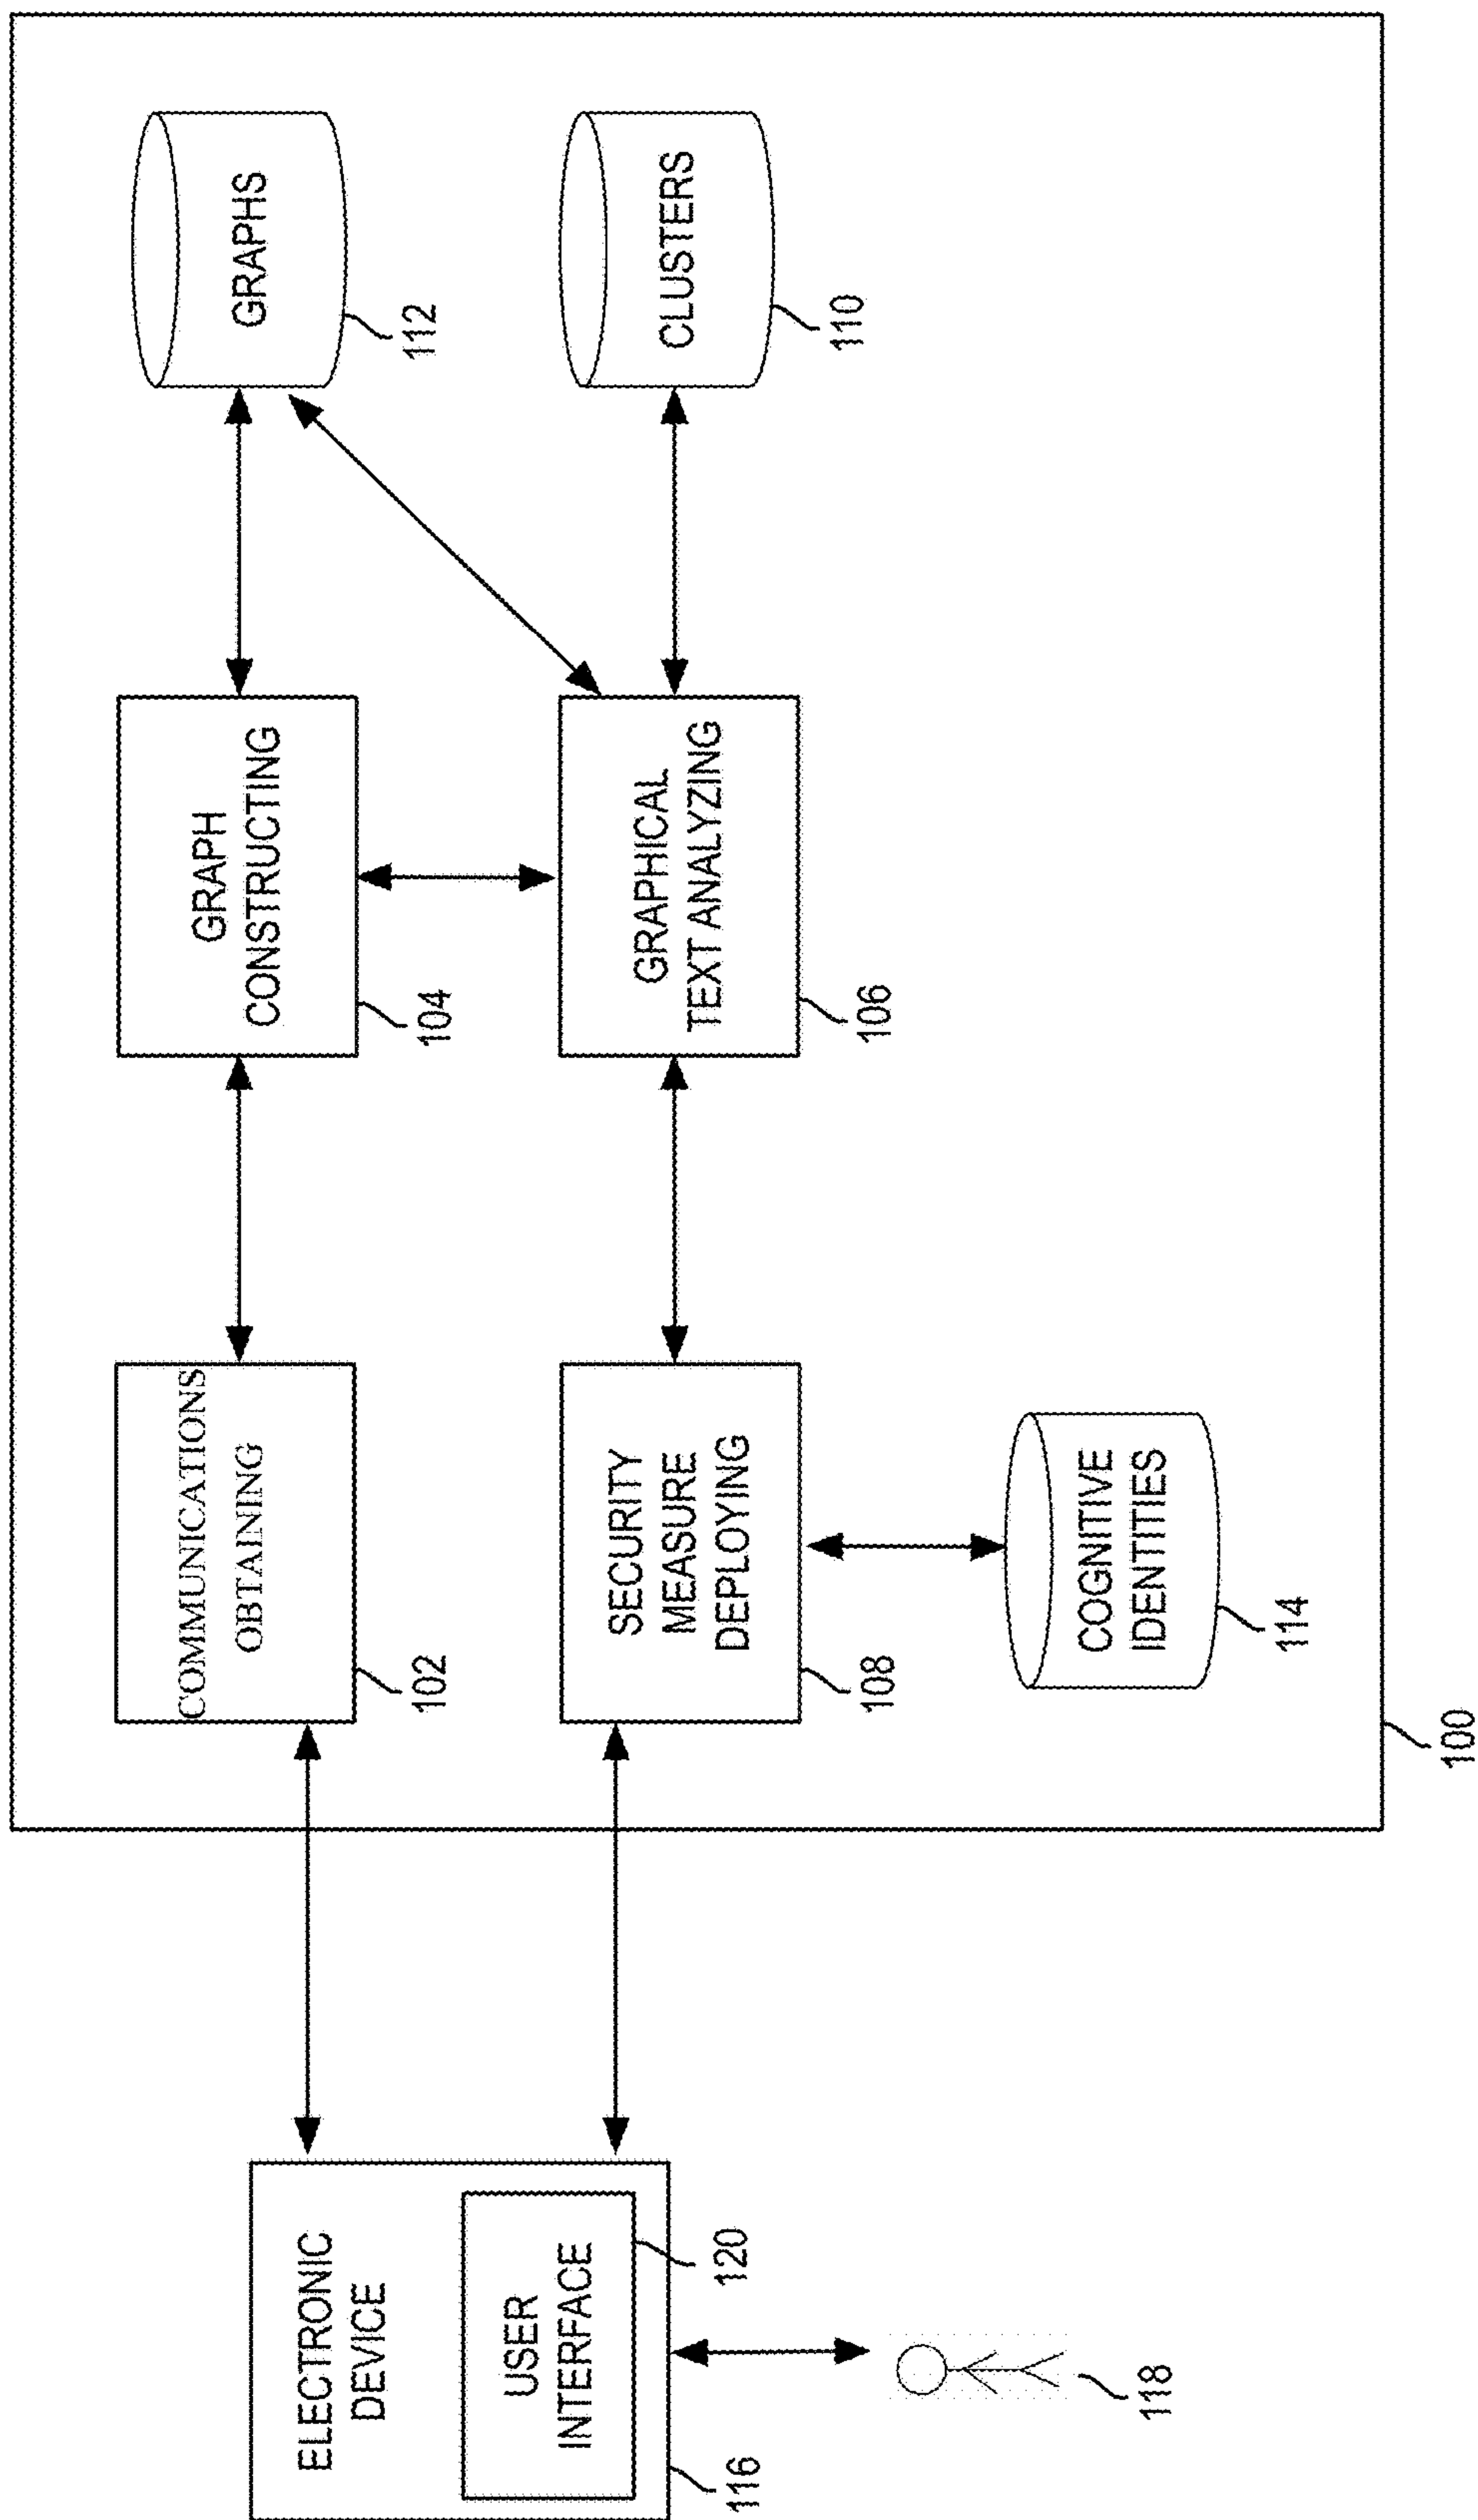 ELECTRONIC
DEVICE
USER
INTERFACE
120
116
118
COMMUNICATIONS
OBTAINING
102
GRAPH
CONSTRUCTING
104
GRAPHS
112
SECURITY
MEASURE
DEPLOYING
108
GRAPHICAL
TEXT ANALYZING
106
CLUSTERS
110
COGNITIVE
IDENTITIES
114
100